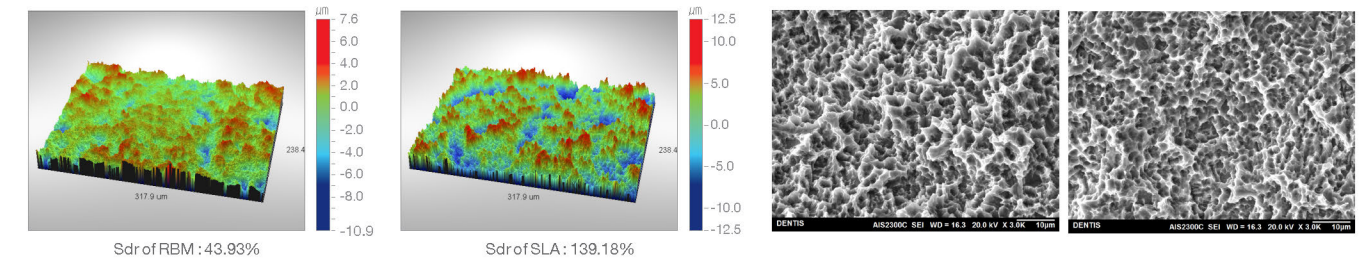 μm
7.6
6.0
4.0
2.0
0.0
-2.0
-4.0
-6.0
-8.0
-10.9
238.4
317.9 um
Sdr of RBM : 43.93%
μm
12.5
10.0
5.0
0.0
-5.0
-10.0
-12.5
238.4
317.9 um
Sdr of SLA : 139.18%
DENTIS AIS2300C SEI WD = 16.3 20.0 kV X 3.0K 10μm
DENTIS AIS2300C SEI WD = 16.3 20.0 kV X 3.0K 10μm